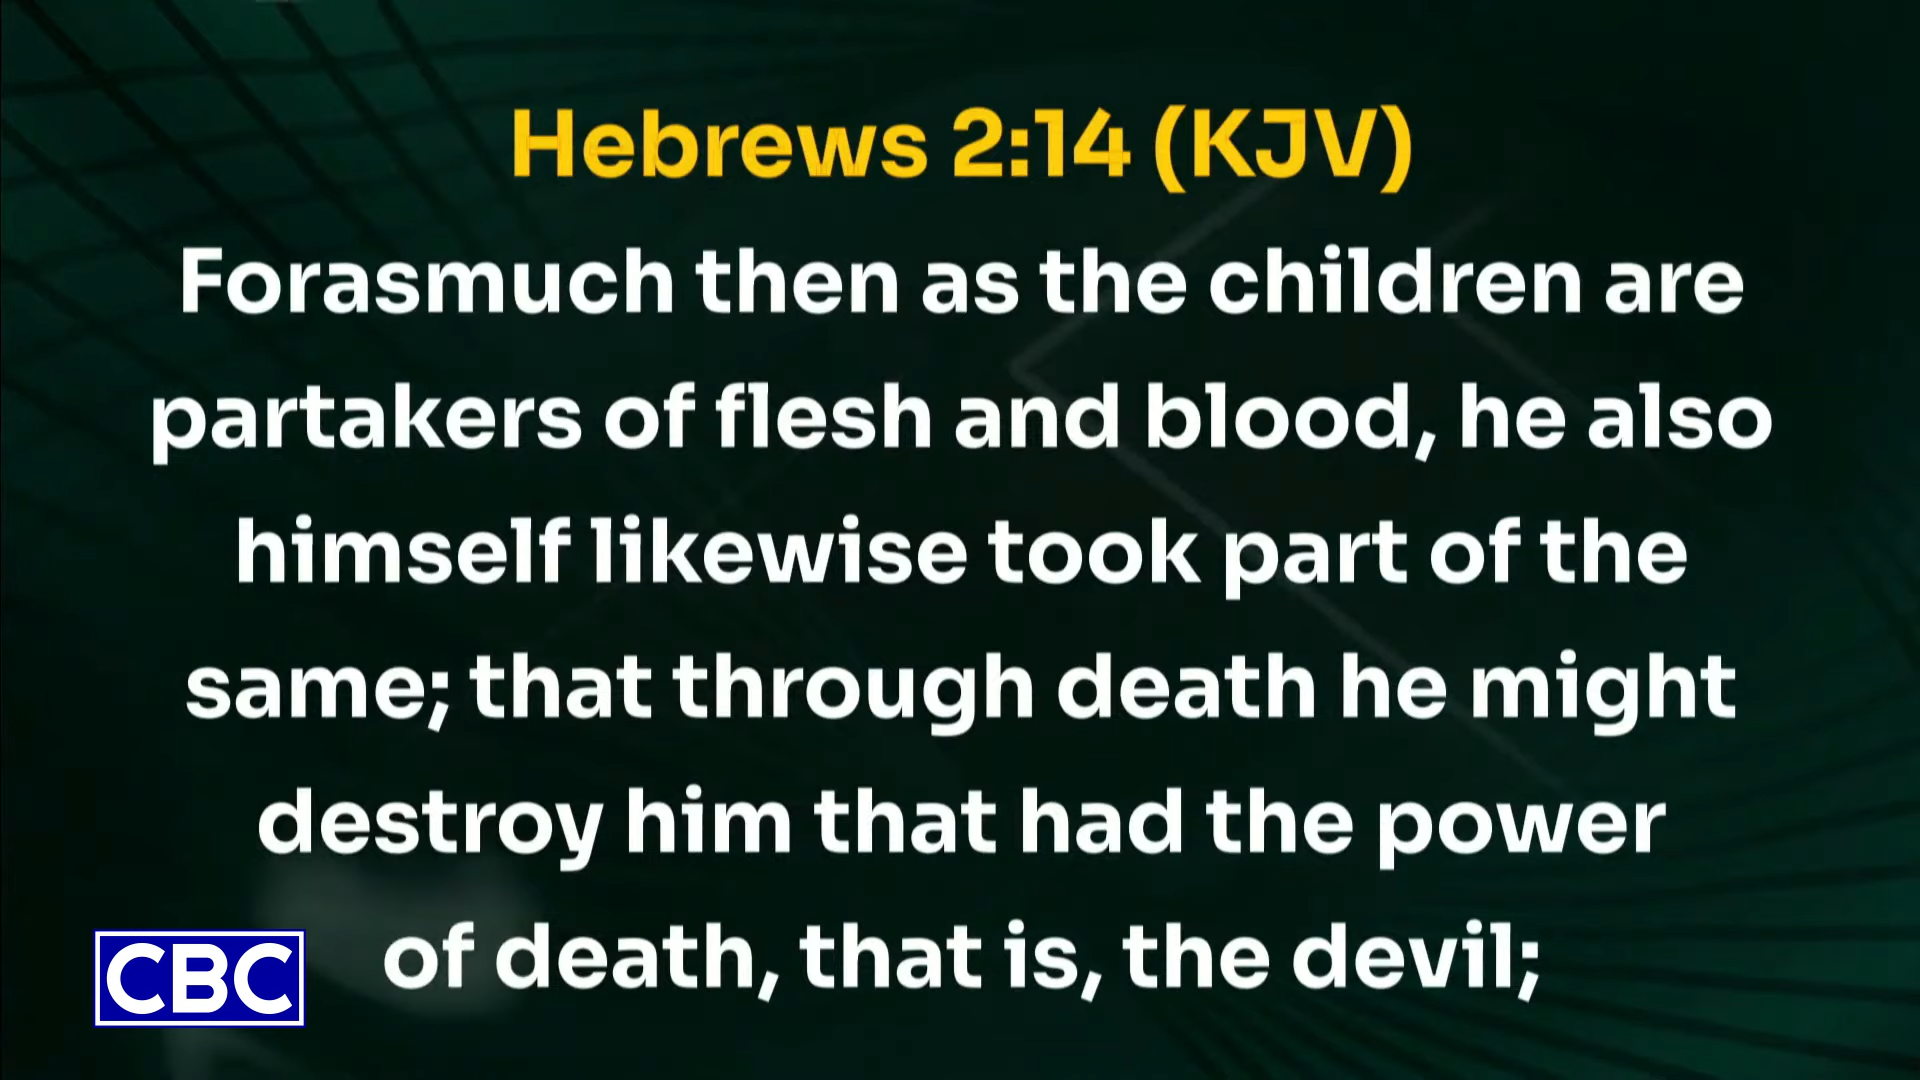 Hebrews 2:14 (KJV)
Forasmuch then as the children are
partakers of flesh and blood, he also
himself likewise took part of the
same; that through death he might
destroy him that had the power
of death, that is, the devil;
CBC